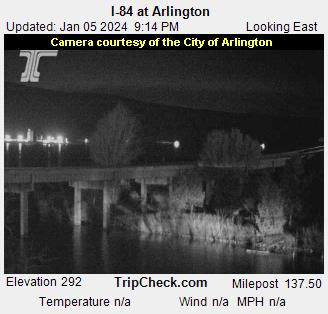 I-84 at Arlington
Updated: Jan 05 2024 9:14 PM Looking East
Camera courtesy of the City of Arlington
Elevation 292 TripCheck.com Milepost 137.50
Temperature n/a Wind n/a MPH n/a